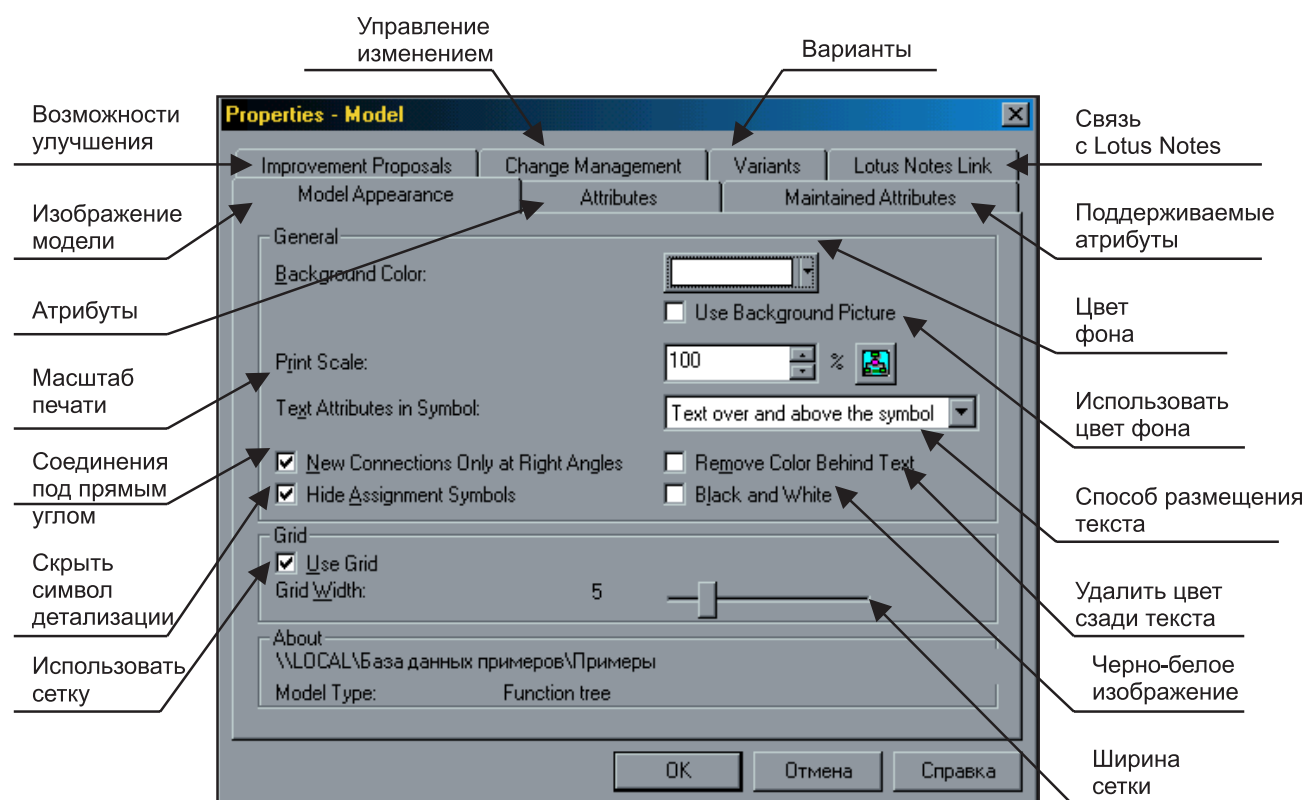 Управление
изменением
Варианты
Возможности
улучшения
Изображение
модели
Атрибуты
Масштаб
печати
Соединения
под прямым
углом
Скрыть
символ
детализации
Использовать
сетку
Properties - Model
Improvement Proposals
Change Management
Variants
Lotus Notes Link
Model Appearance
Attributes
Maintained Attributes
General
Background Color:
Use Background Picture
Print Scale:
100
%
Text Attributes in Symbol:
Text over and above the symbol
New Connections Only at Right Angles
Remove Color Behind Text
Hide Assignment Symbols
Black and White
Grid
Use Grid
Grid Width:
5
About
\\LOCAL\База данных примеров\Примеры
Model Type:
Function tree
OK
Отмена
Справка
Связь
с Lotus Notes
Поддерживаемые
атрибуты
Цвет
фона
Использовать
цвет фона
Способ размещения
текста
Удалить цвет
сзади текста
Черно-белое
изображение
Ширина
сетки